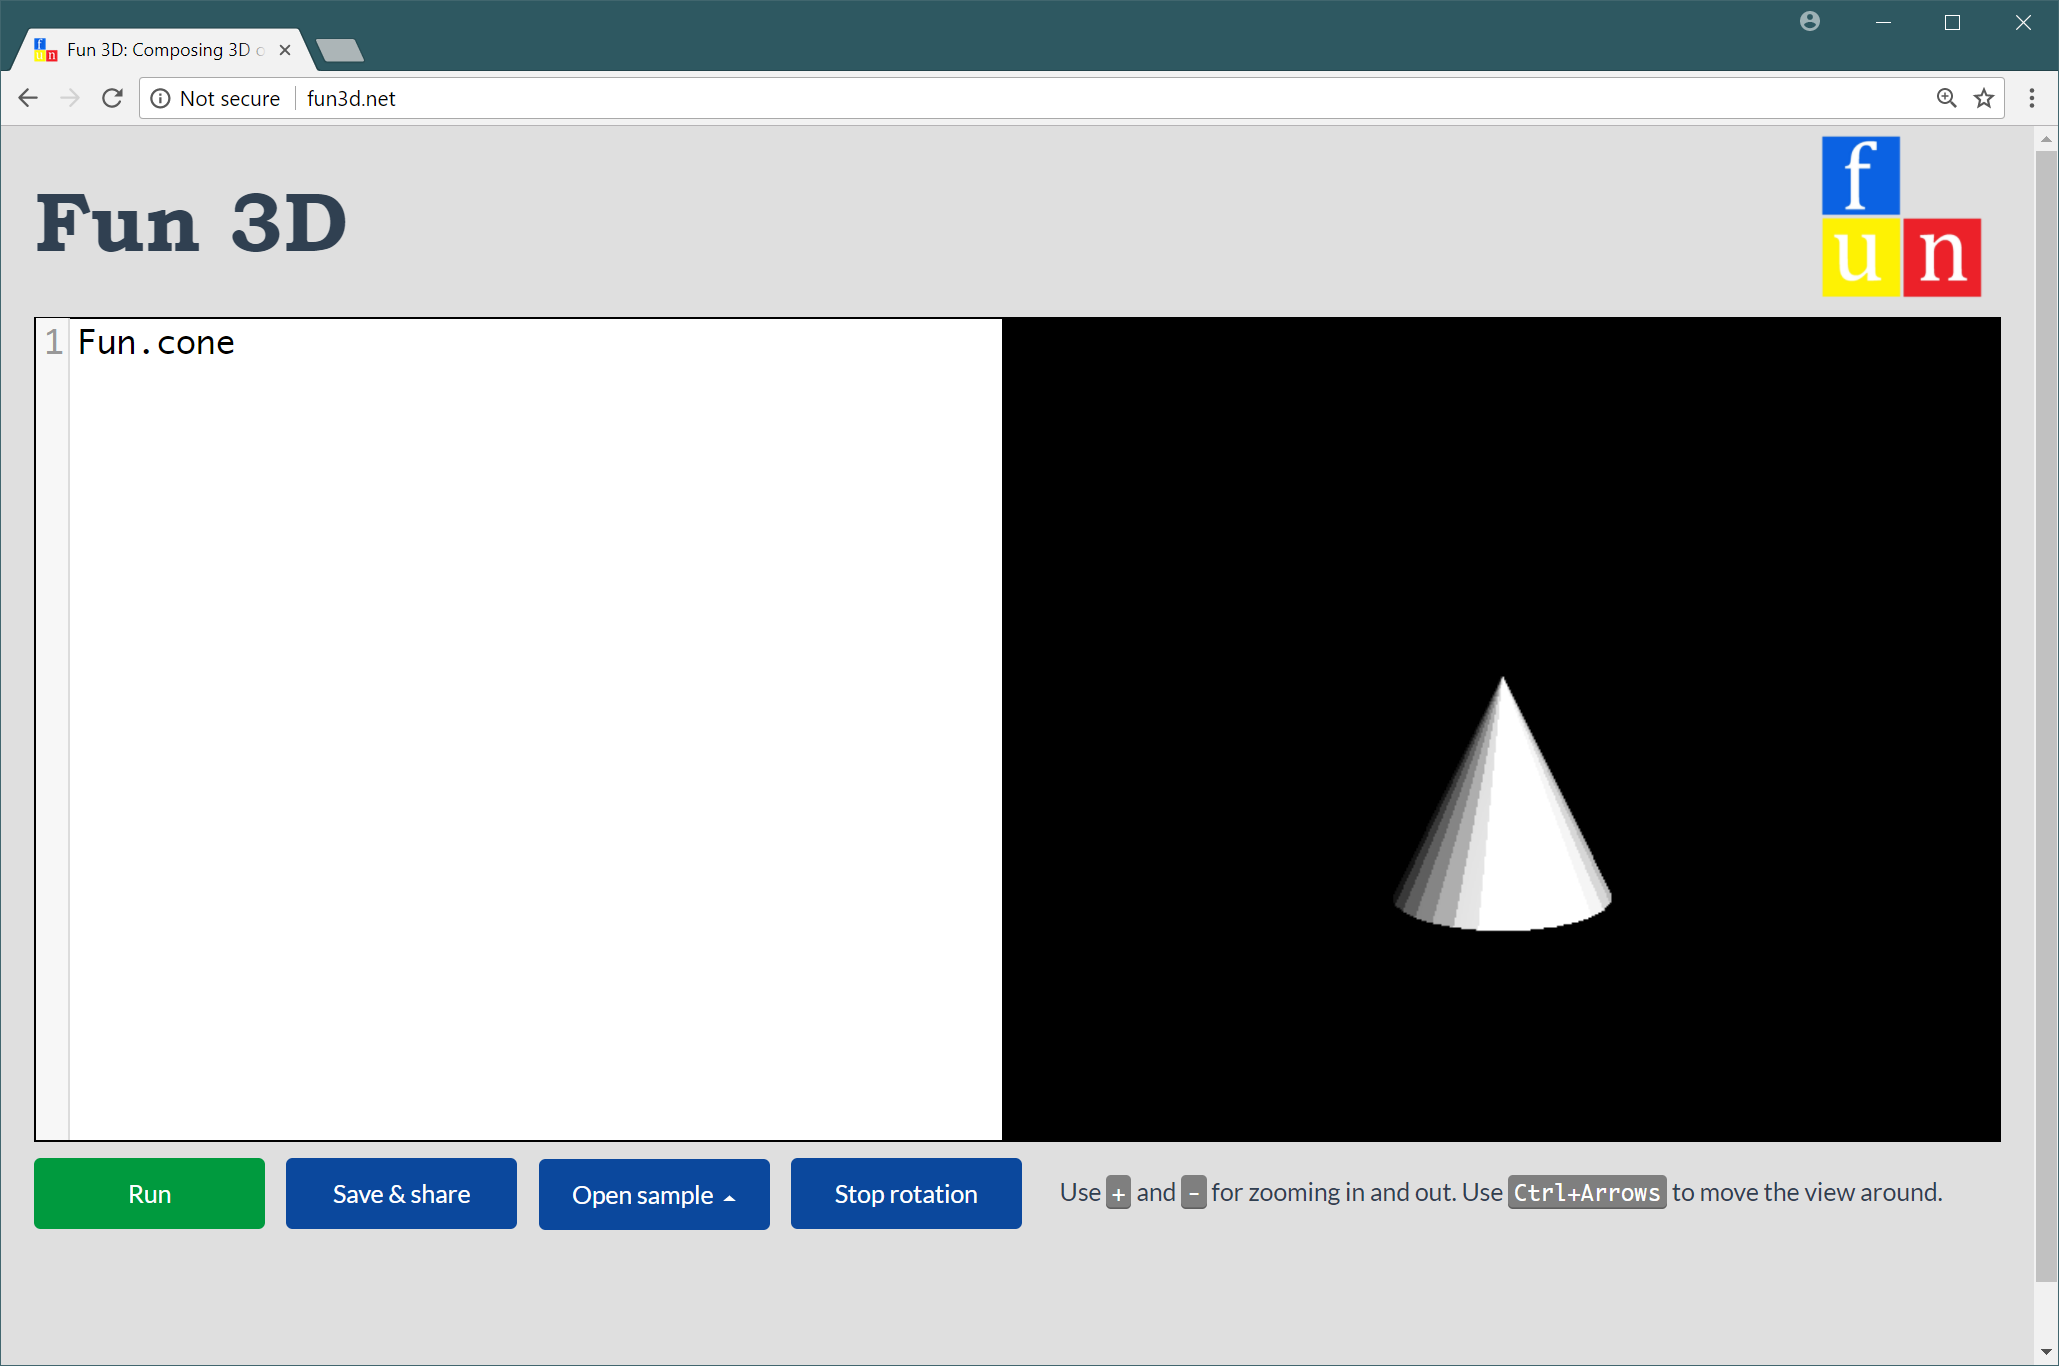 Fun 3D: Composing 3D
Not secure
fun3d.net
Fun 3D
f
un
1 Fun.cone
Run
Save & share
Open sample
Stop rotation
Use + and - for zooming in and out. Use Ctrl+Arrows to move the view around.